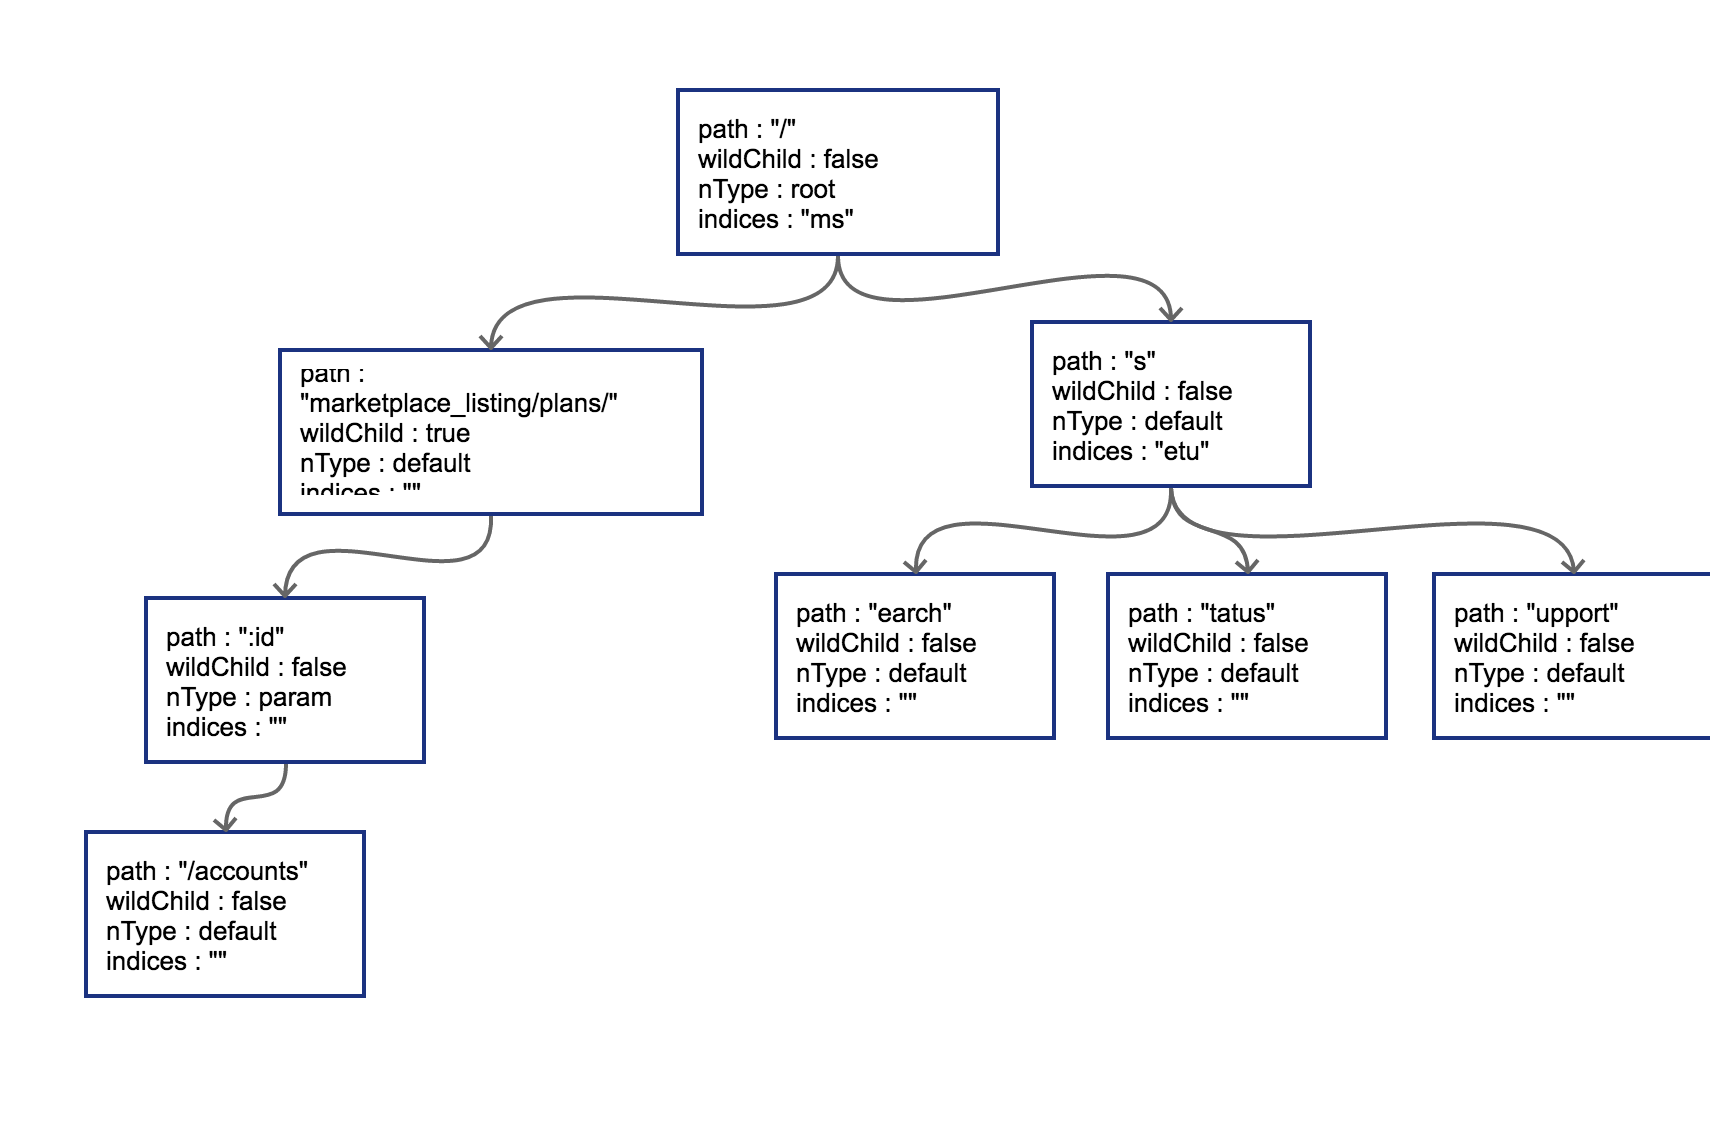 path : "/"
wildChild : false
nType : root
indices : "ms"
path :
"marketplace_listing/plans/"
wildChild : true
nType : default
indices : ""
path : "s"
wildChild : false
nType : default
indices : "etu"
path : ":id"
wildChild : false
nType : param
indices : ""
path : "earch"
wildChild : false
nType : default
indices : ""
path : "tatus"
wildChild : false
nType : default
indices : ""
path : "upport"
wildChild : false
nType : default
indices : ""
path : "/accounts"
wildChild : false
nType : default
indices : ""